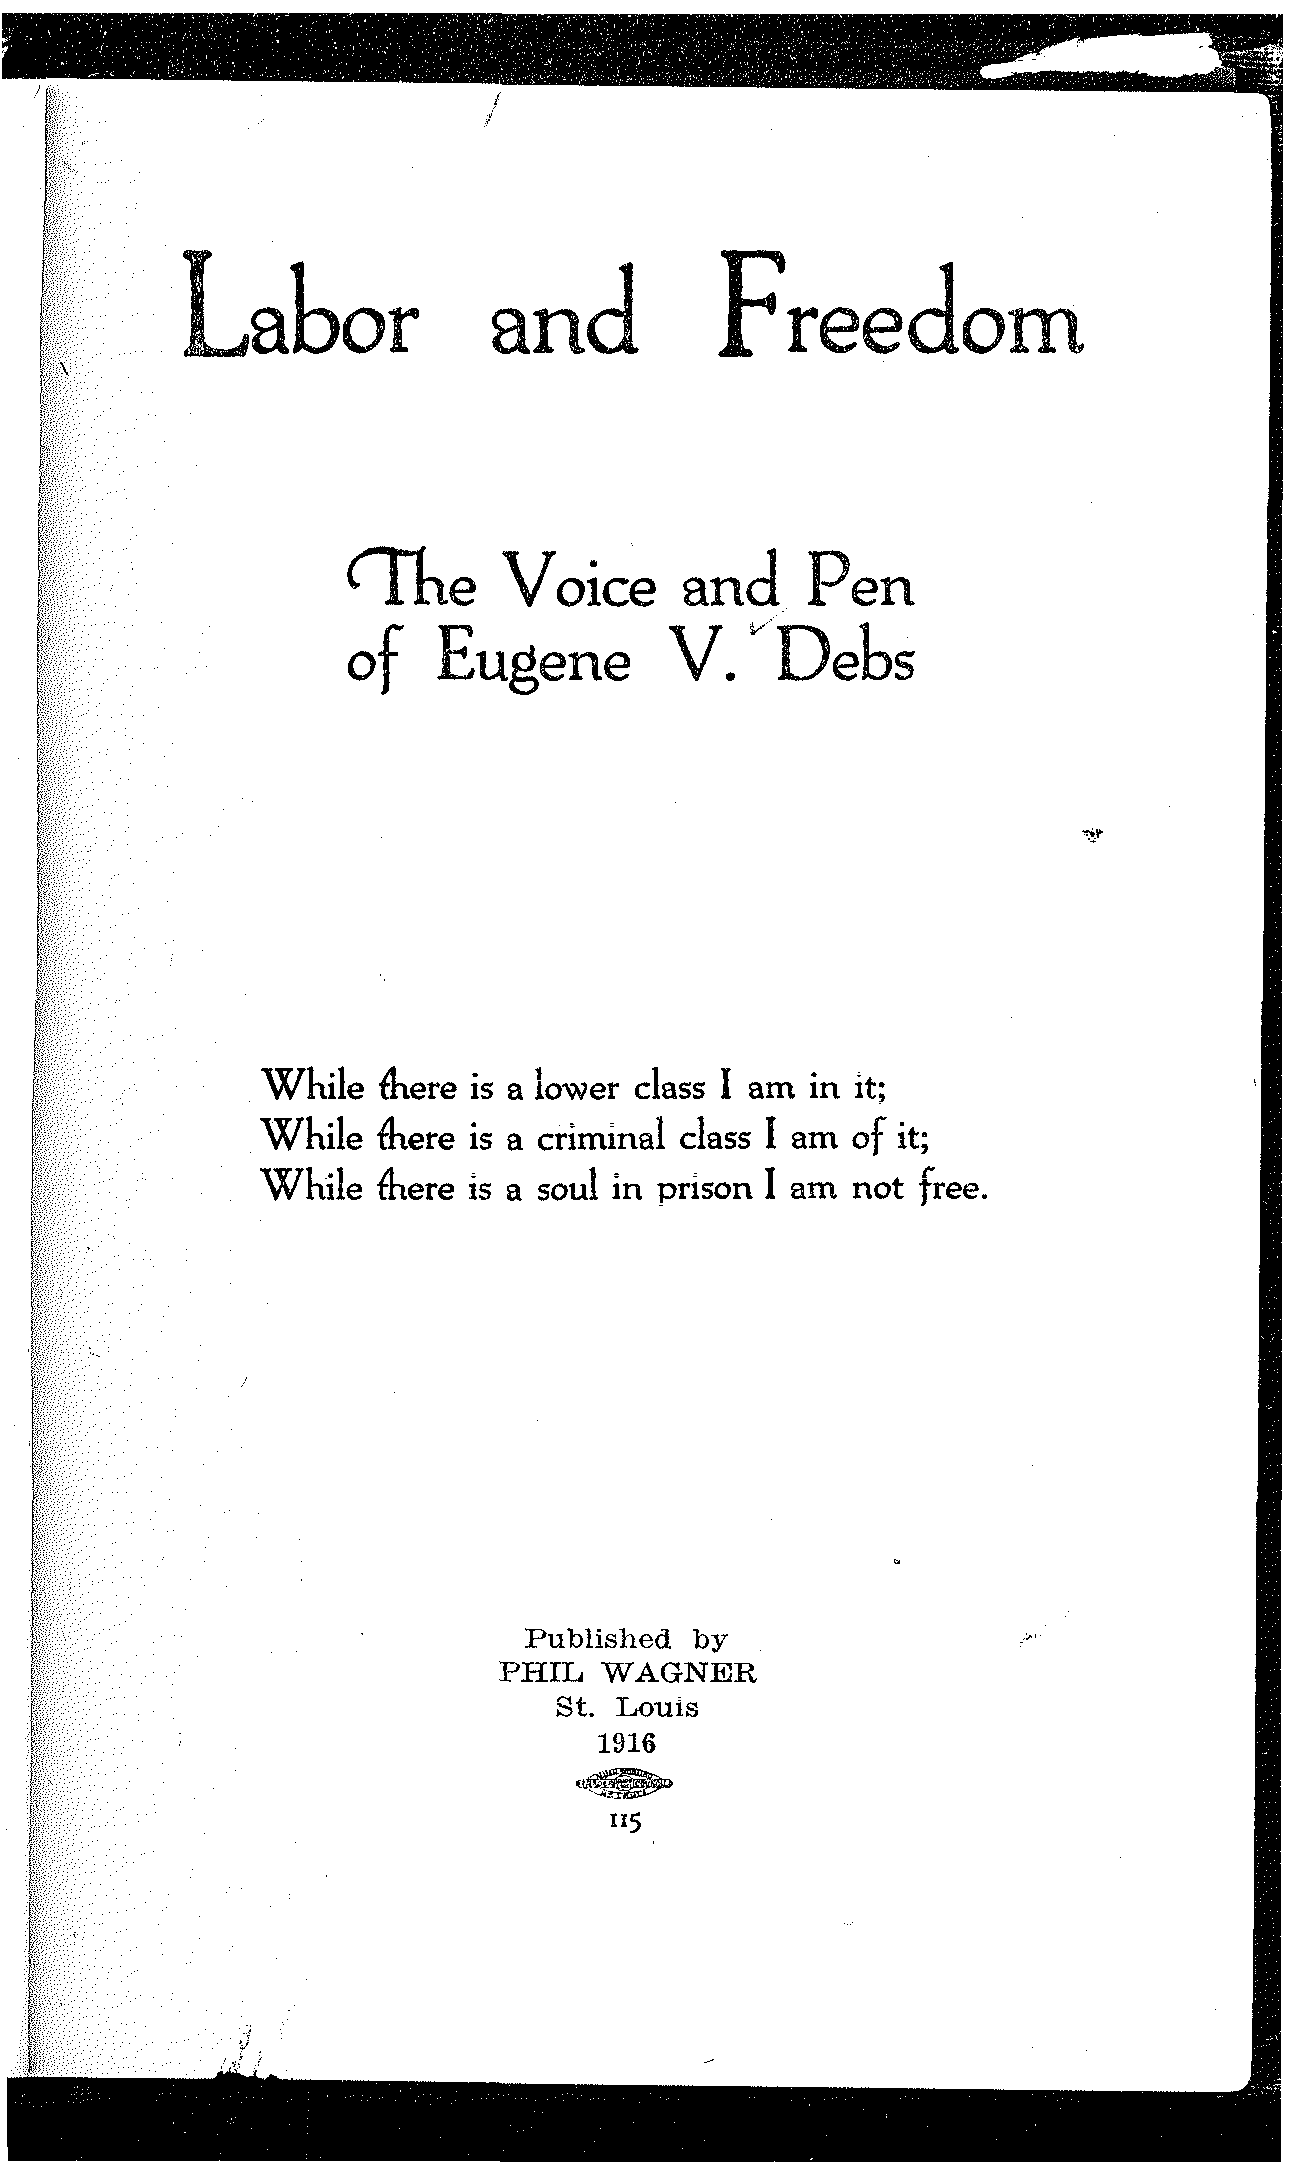 Labor and Freedom
The Voice and Pen
of Eugene V. Debs
While there is a lower class I am in it;
While there is a criminal class I am of it;
While there is a soul in prison I am not free.
Published by
PHIL WAGNER
St. Louis
1916
115